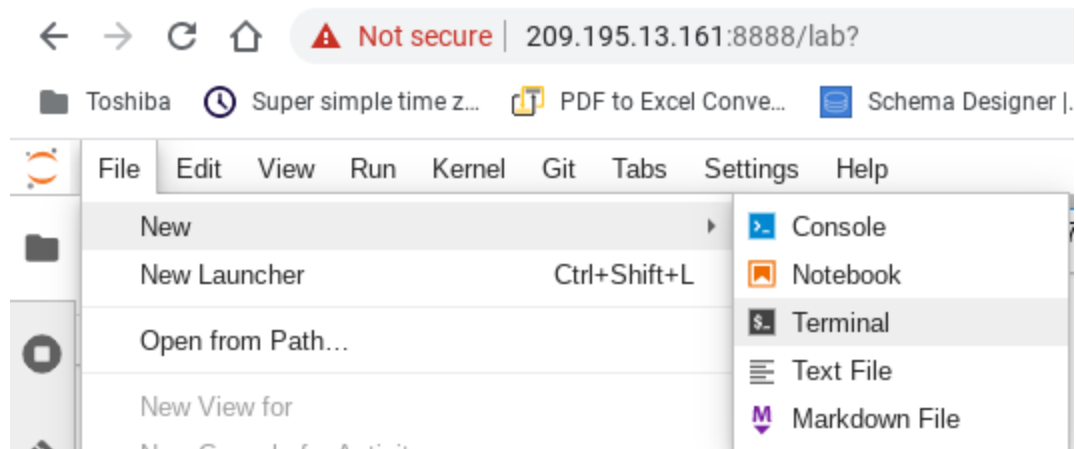 Not secure 209.195.13.161:8888/lab?
Toshiba Super simple time z... PDF to Excel Conve... Schema Designer |.
File Edit View Run Kernel Git Tabs Settings Help
New
New Launcher Ctrl+Shift+L
Open from Path…
New View for
Console
Notebook
$_ Terminal
Text File
M Markdown File